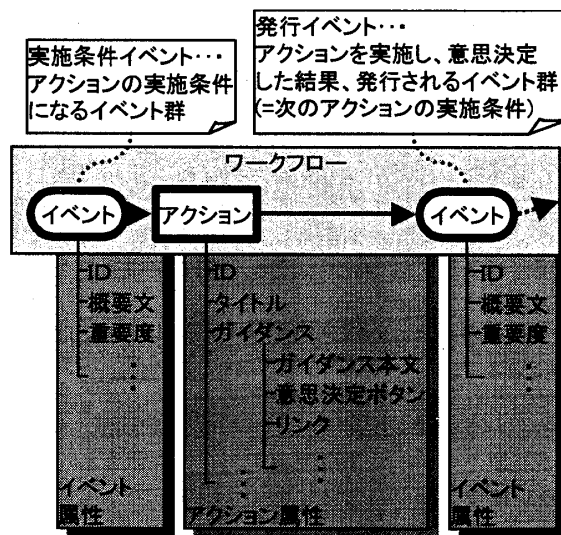 実施条件イベント・・・
アクションの実施条件
になるイベント群
発行イベント・・・
アクションを実施し、意思決定
した結果、発行されるイベント群
(=次のアクションの実施条件)
ワークフロー
イベント
アクション
イベント
ID
概要文
重要度
イベント
属性
ID
タイトル
ガイダンス
ガイダンス本文
意思決定ボタン
リンク
アクション属性
ID
概要文
重要度
イベント
属性